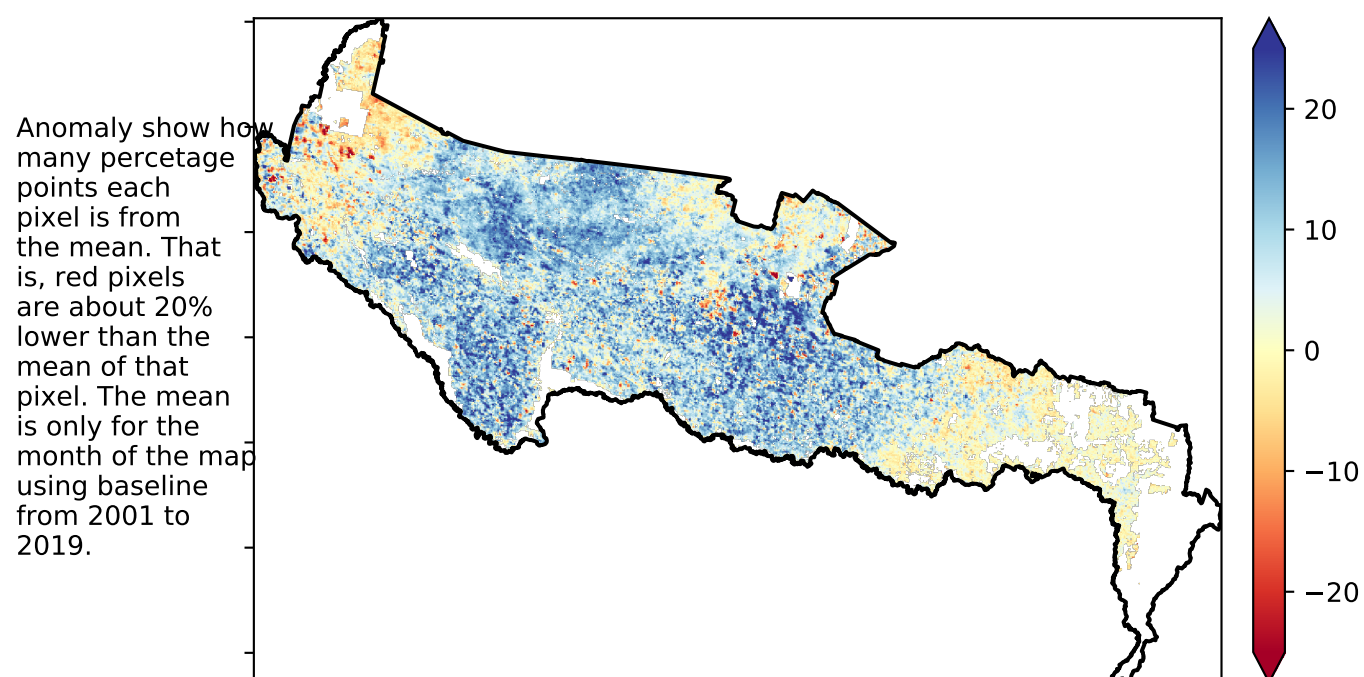 Anomaly show how
many percetage
points each
pixel is from
the mean. That
is, red pixels
are about 20%
lower than the
mean of that
pixel. The mean
is only for the
month of the map
using baseline
from 2001 to
2019.
20
10
0
−10
−20